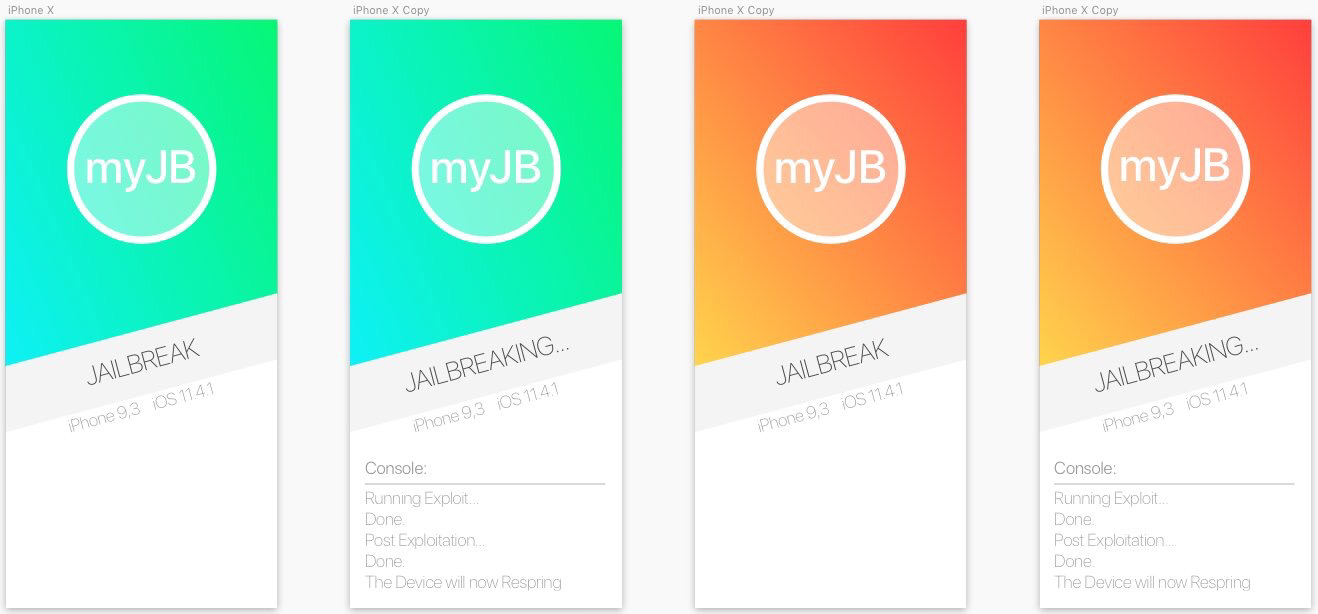 iPhone X
myJB
JAILBREAK
iPhone 9,3 iOS 11.4.1
iPhone X Copy
myJB
JAILBREAKING...
iPhone 9,3 iOS 11.4.1
Console:
Running Exploit...
Done.
Post Exploitation...
Done.
The Device will now Respring
iPhone X Copy
myJB
JAILBREAK
iPhone 9,3 iOS 11.4.1
iPhone X Copy
myJB
JAILBREAKING...
iPhone 9,3 iOS 11.4.1
Console:
Running Exploit...
Done.
Post Exploitation...
Done.
The Device will now Respring